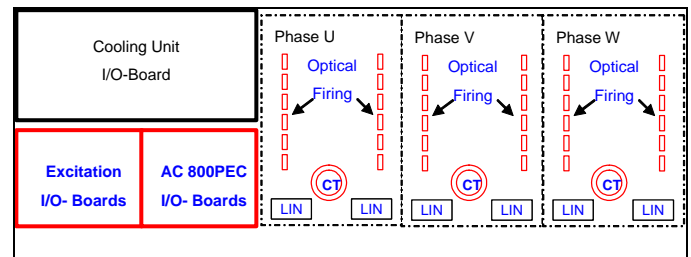 Cooling Unit
I/O-Board
Excitation
I/O- Boards
AC 800PEC
I/O- Boards
Phase U
Optical
Firing
CT
LIN
LIN
Phase V
Optical
Firing
CT
LIN
LIN
Phase W
Optical
Firing
CT
LIN
LIN